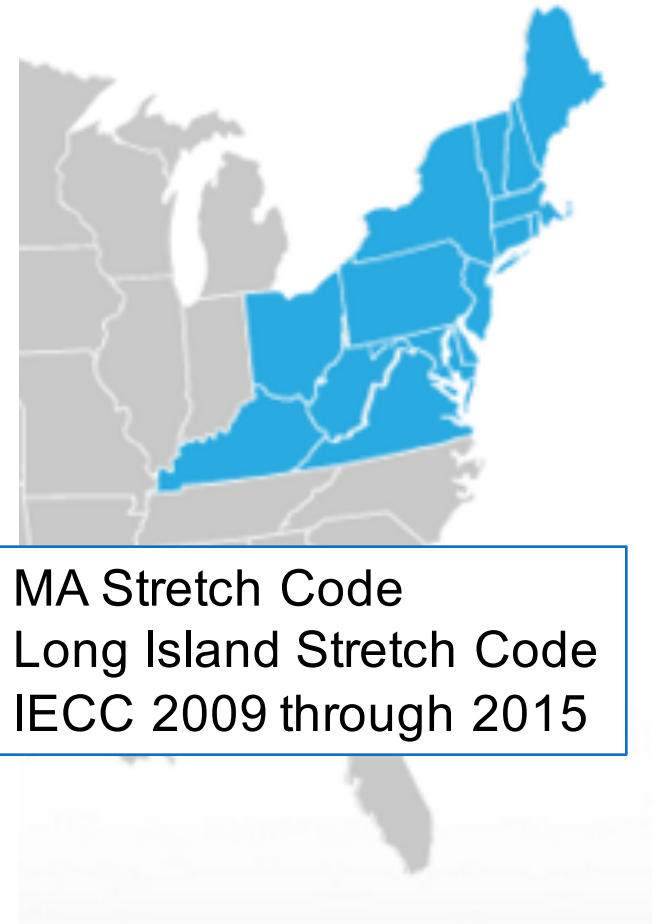 MA Stretch Code
Long Island Stretch Code
IECC 2009 through 2015